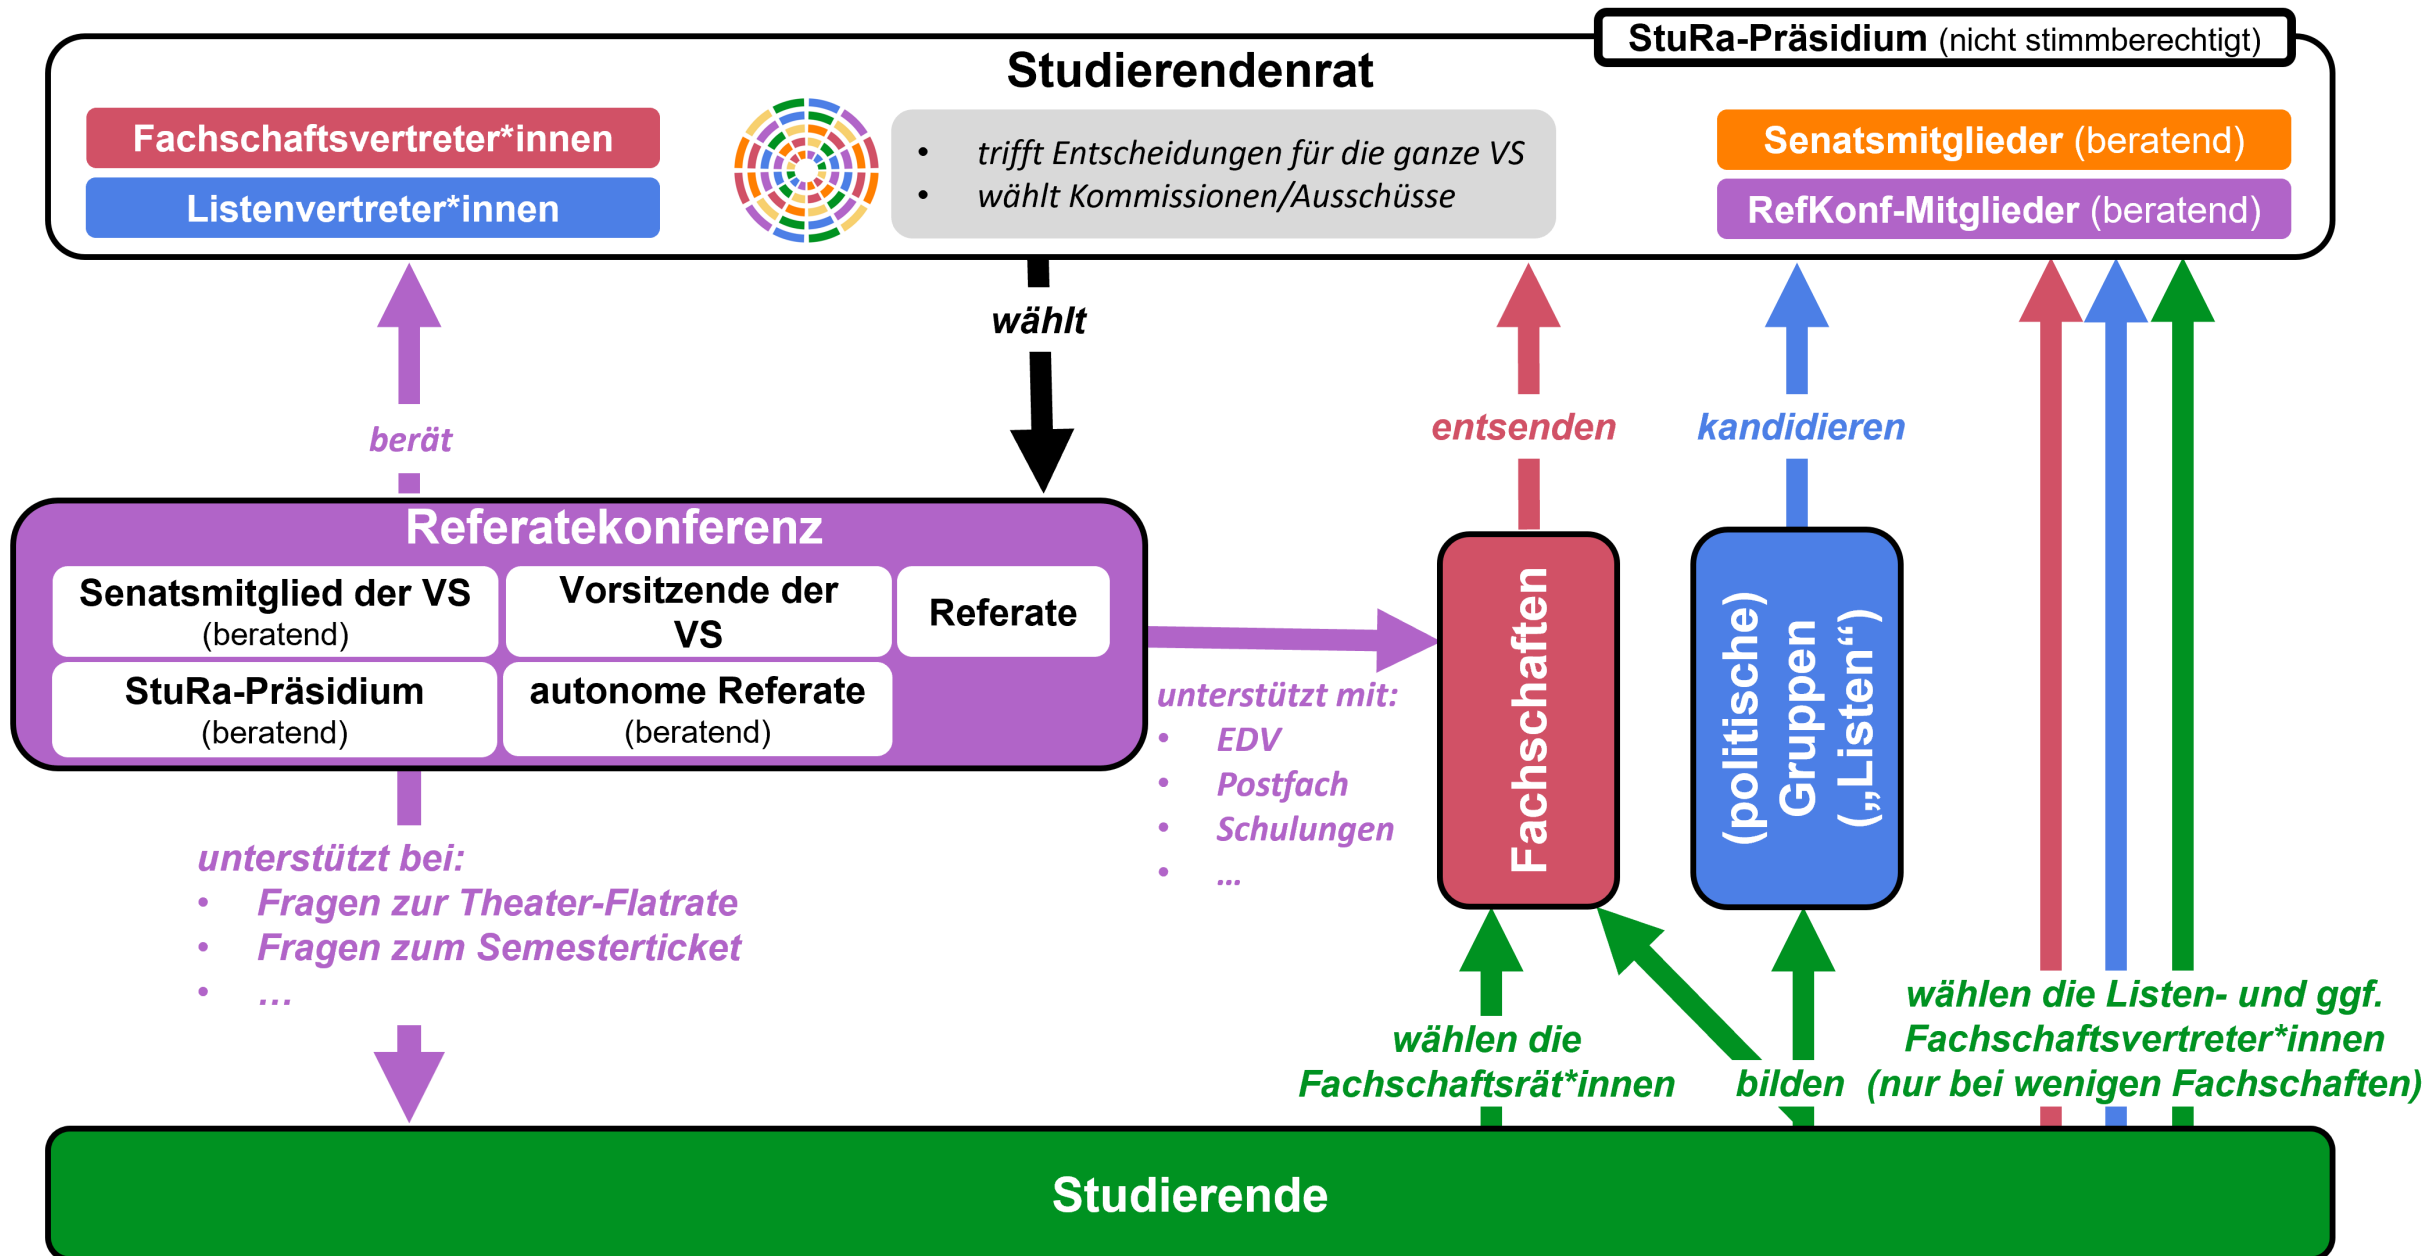 StuRa-Präsidium (nicht stimmberechtigt)
Studierendenrat
Fachschaftsvertreter*innen
Listenvertreter*innen
• trifft Entscheidungen für die ganze VS
• wählt Kommissionen/Ausschüsse
Senatsmitglieder (beratend)
RefKonf-Mitglieder (beratend)
wählt
berät
entsenden
kandidieren
Referatekonferenz
Senatsmitglied der VS
(beratend)
Vorsitzende der
VS
Referate
StuRa-Präsidium
(beratend)
autonome Referate
(beratend)
unterstützt mit:
• EDV
• Postfach
• Schulungen
• ...
Fachschaften
(politische)
Gruppen
(„Listen“)
unterstützt bei:
• Fragen zur Theater-Flatrate
• Fragen zum Semesterticket
• ...
wählen die
Fachschaftsrät*innen
bilden
wählen die Listen- und ggf.
Fachschaftsvertreter*innen
(nur bei wenigen Fachschaften)
Studierende